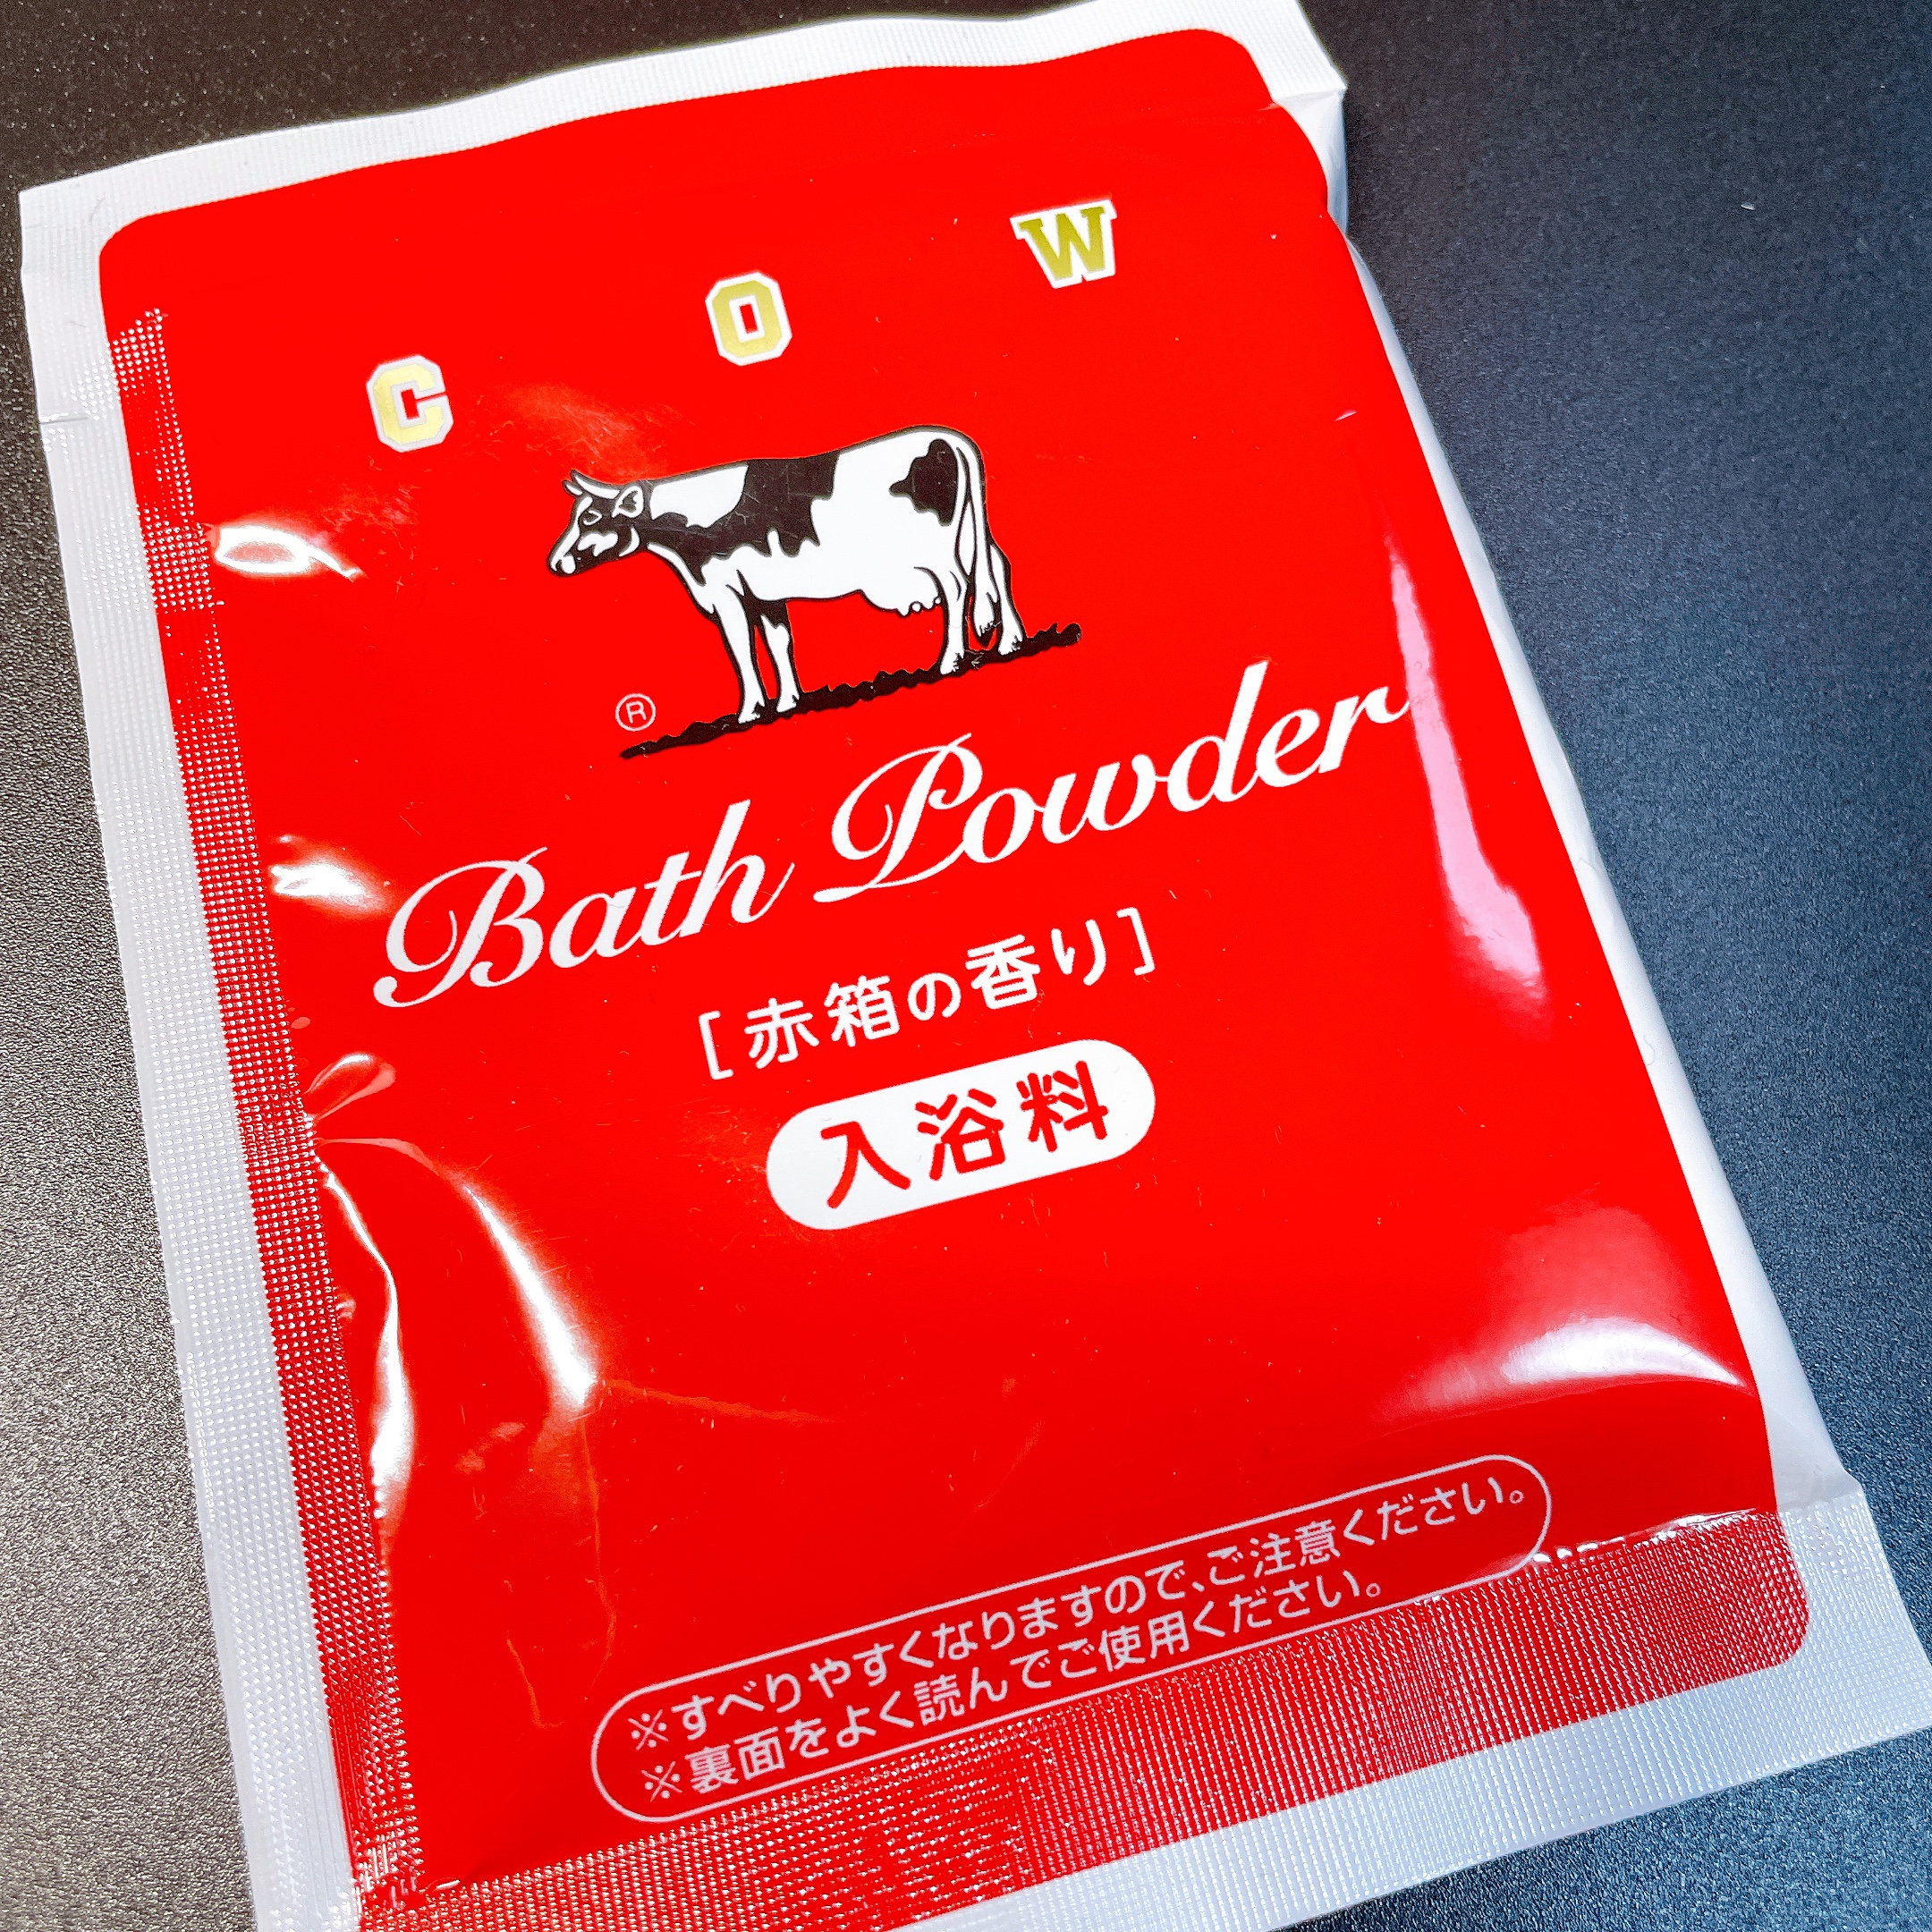 COW
®
Bath Powder
[赤箱の香り]
入浴料
※すべりやすくなりますので、ご注意ください。
※裏面をよく読んでご使用ください。